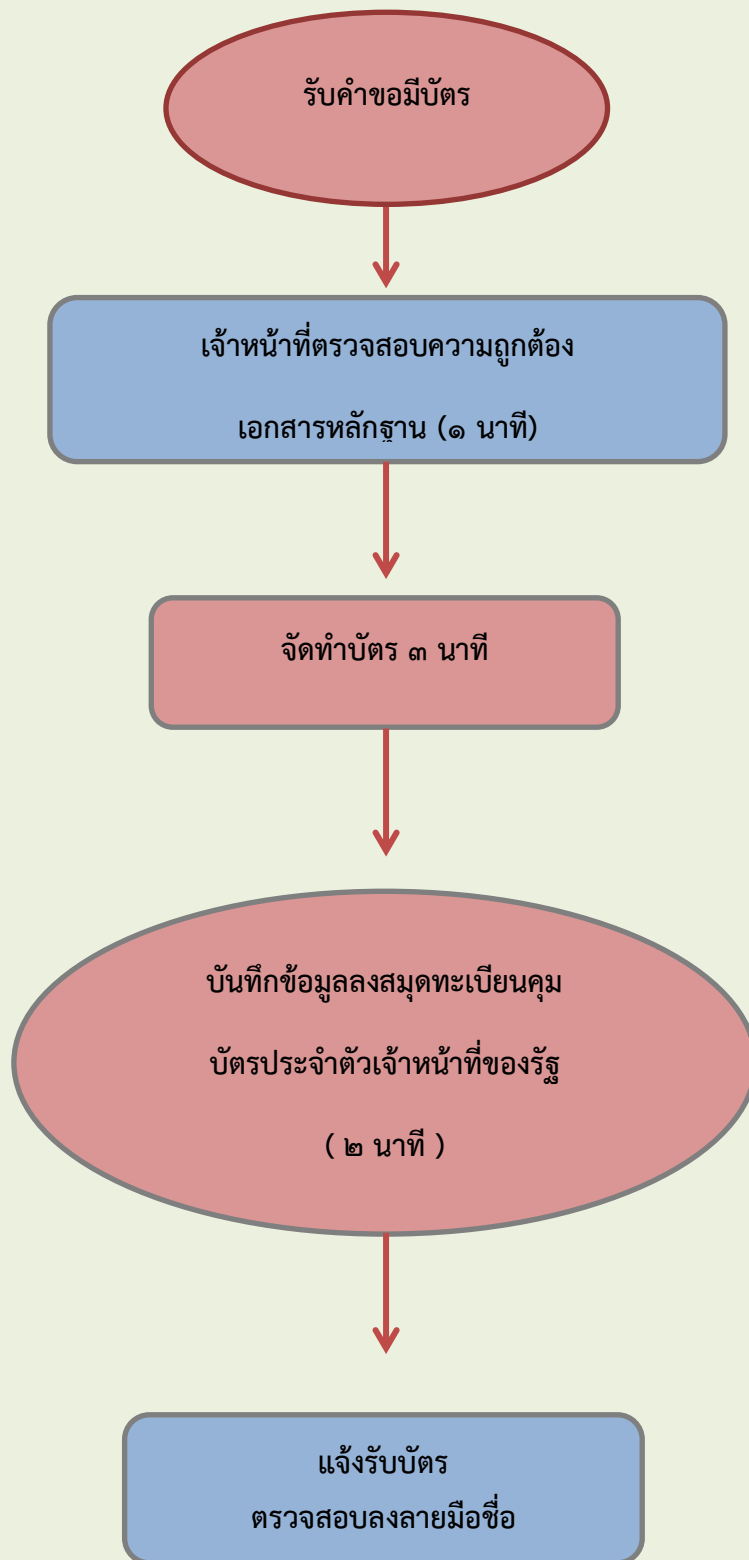 รับคำขอมีบัตร
เจ้าหน้าที่ตรวจสอบความถูกต้อง
เอกสารหลักฐาน (๑ นาที)
จัดทำบัตร ๓ นาที
บันทึกข้อมูลลงสมุดทะเบียนคุม
บัตรประจำตัวเจ้าหน้าที่ของรัฐ
( ๒ นาที )
แจ้งรับบัตร
ตรวจสอบลงลายมือชื่อ